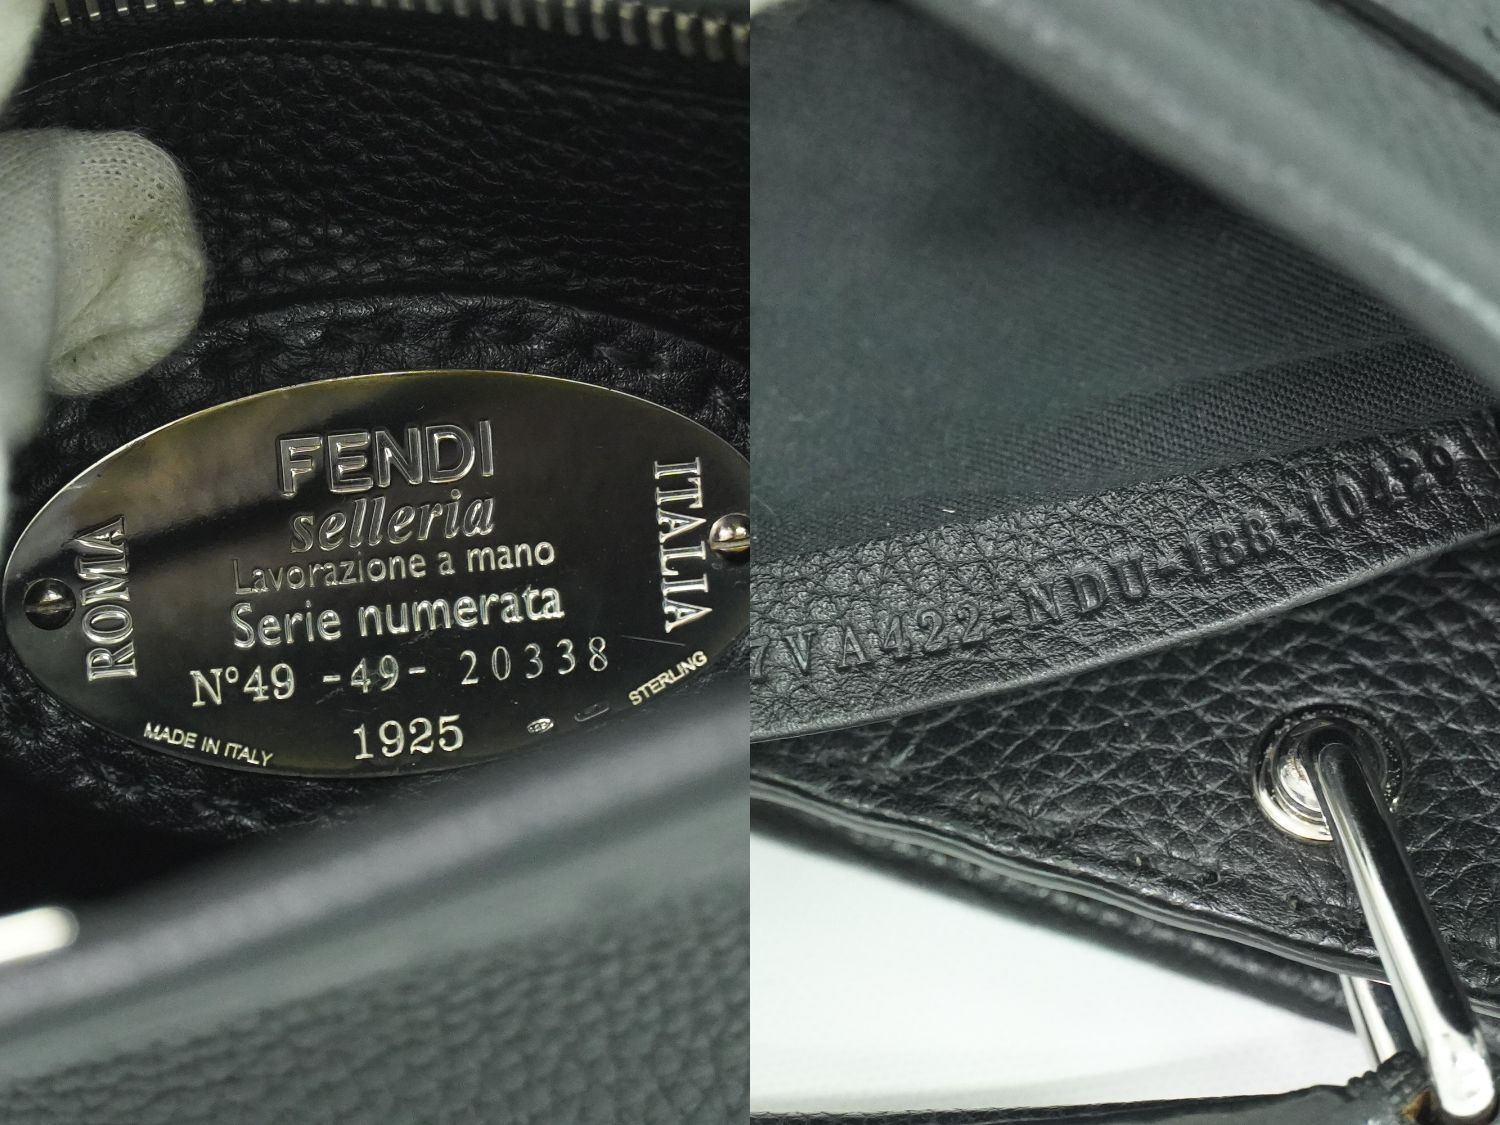 FENDI
selleria
Lavorazione a mano
Serie numerata
N°49 -49- 20338
1925
ROMA
ITALIA
MADE IN ITALY
STERLING
7VA422-NDU-188-10429